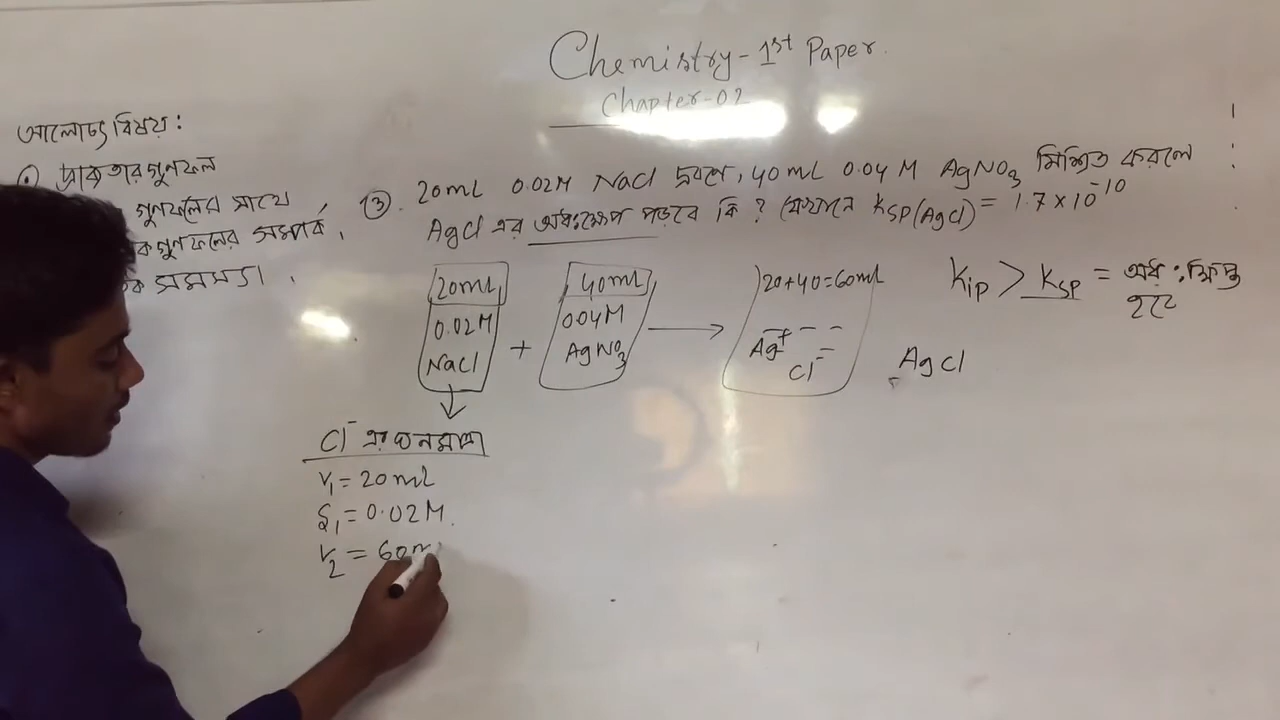 Chemistry-1st Paper.
Chapter-02
আলোচ্য বিষয়:
দ্রাব্যতার গুণফল
গুণফলের সাথে
গুণফলের সম্পর্ক,
সমস্যা।
১৩. 20mL 0.02M NaCl দ্রবণে, 40mL 0.04M AgNO3 মিশ্রিত করলে
AgCl এর অধঃক্ষেপ পড়বে কি? যেখানে Ksp(AgCl) = 1.7×10^-10
20mL
0.02M
NaCl
+
40mL
0.04M
AgNO3
20+40=60mL
Ag+
Cl-
AgCl
Kip > Ksp = অধঃক্ষিপ্ত
হবে
Cl- এর ঘনমাত্রা
V1 = 20mL
S1 = 0.02M
V2 = 60m